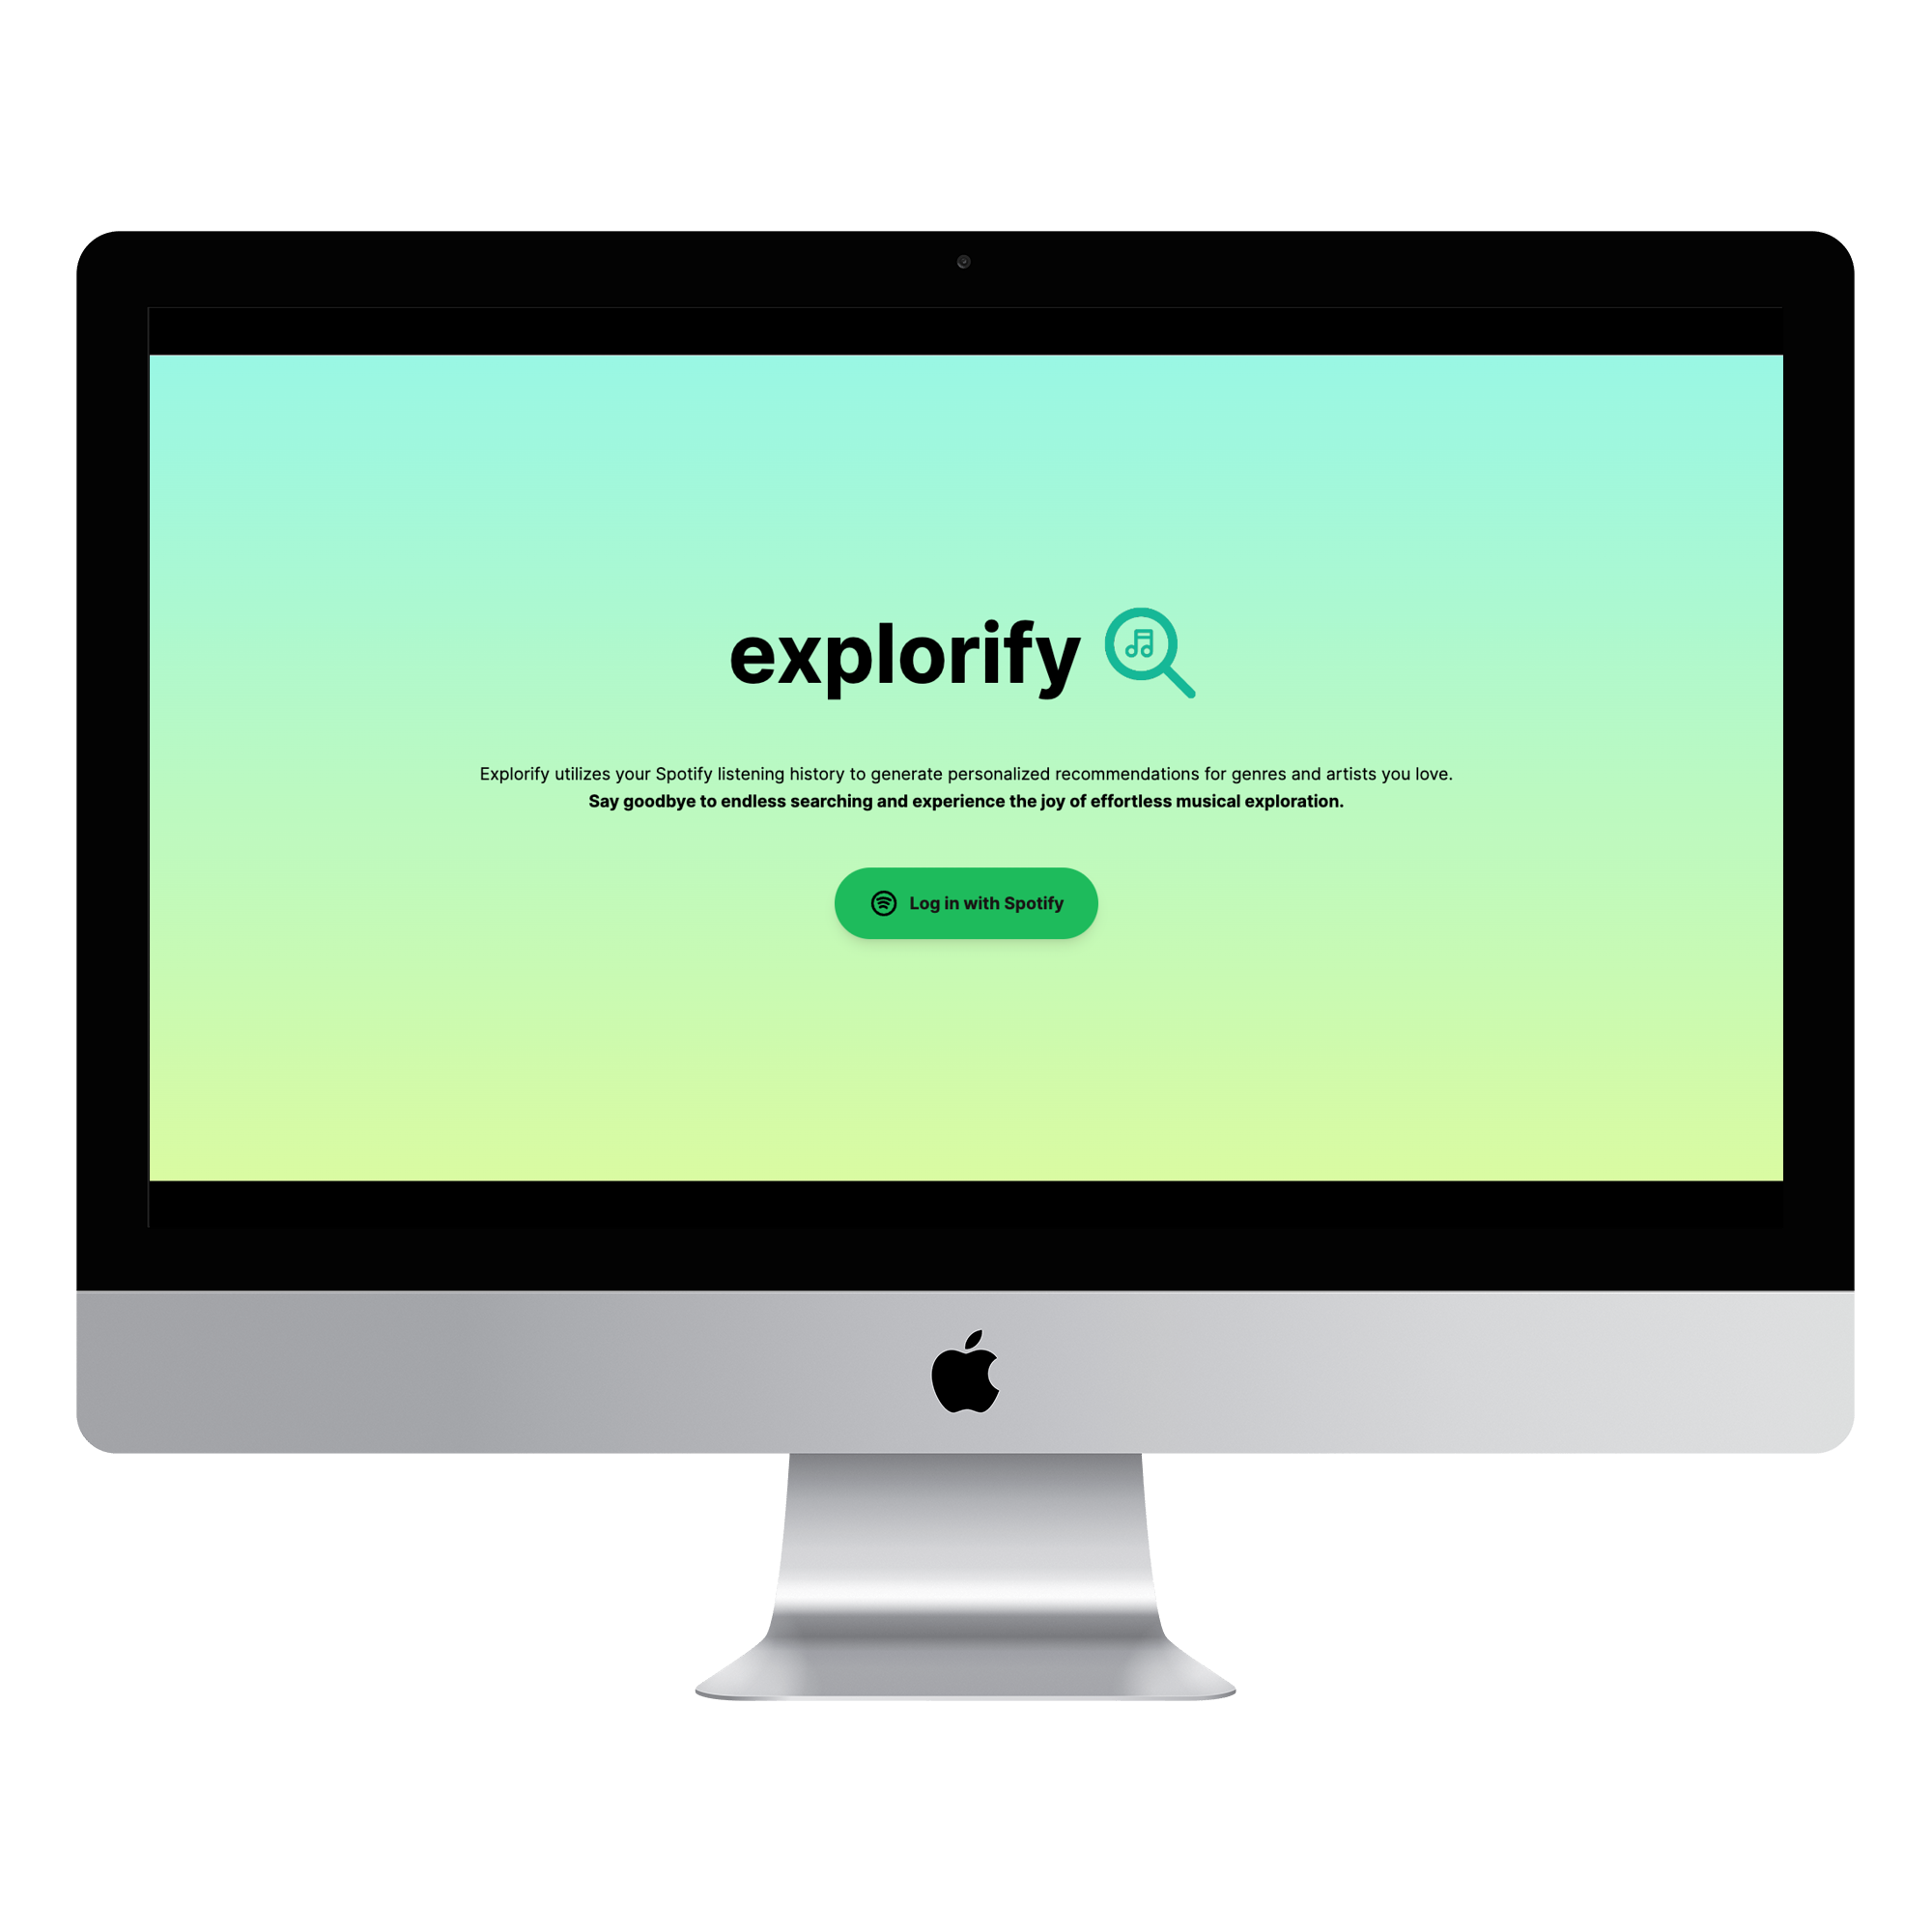 explorify
Explorify utilizes your Spotify listening history to generate personalized recommendations for genres and artists you love.
Say goodbye to endless searching and experience the joy of effortless musical exploration.
Log in with Spotify